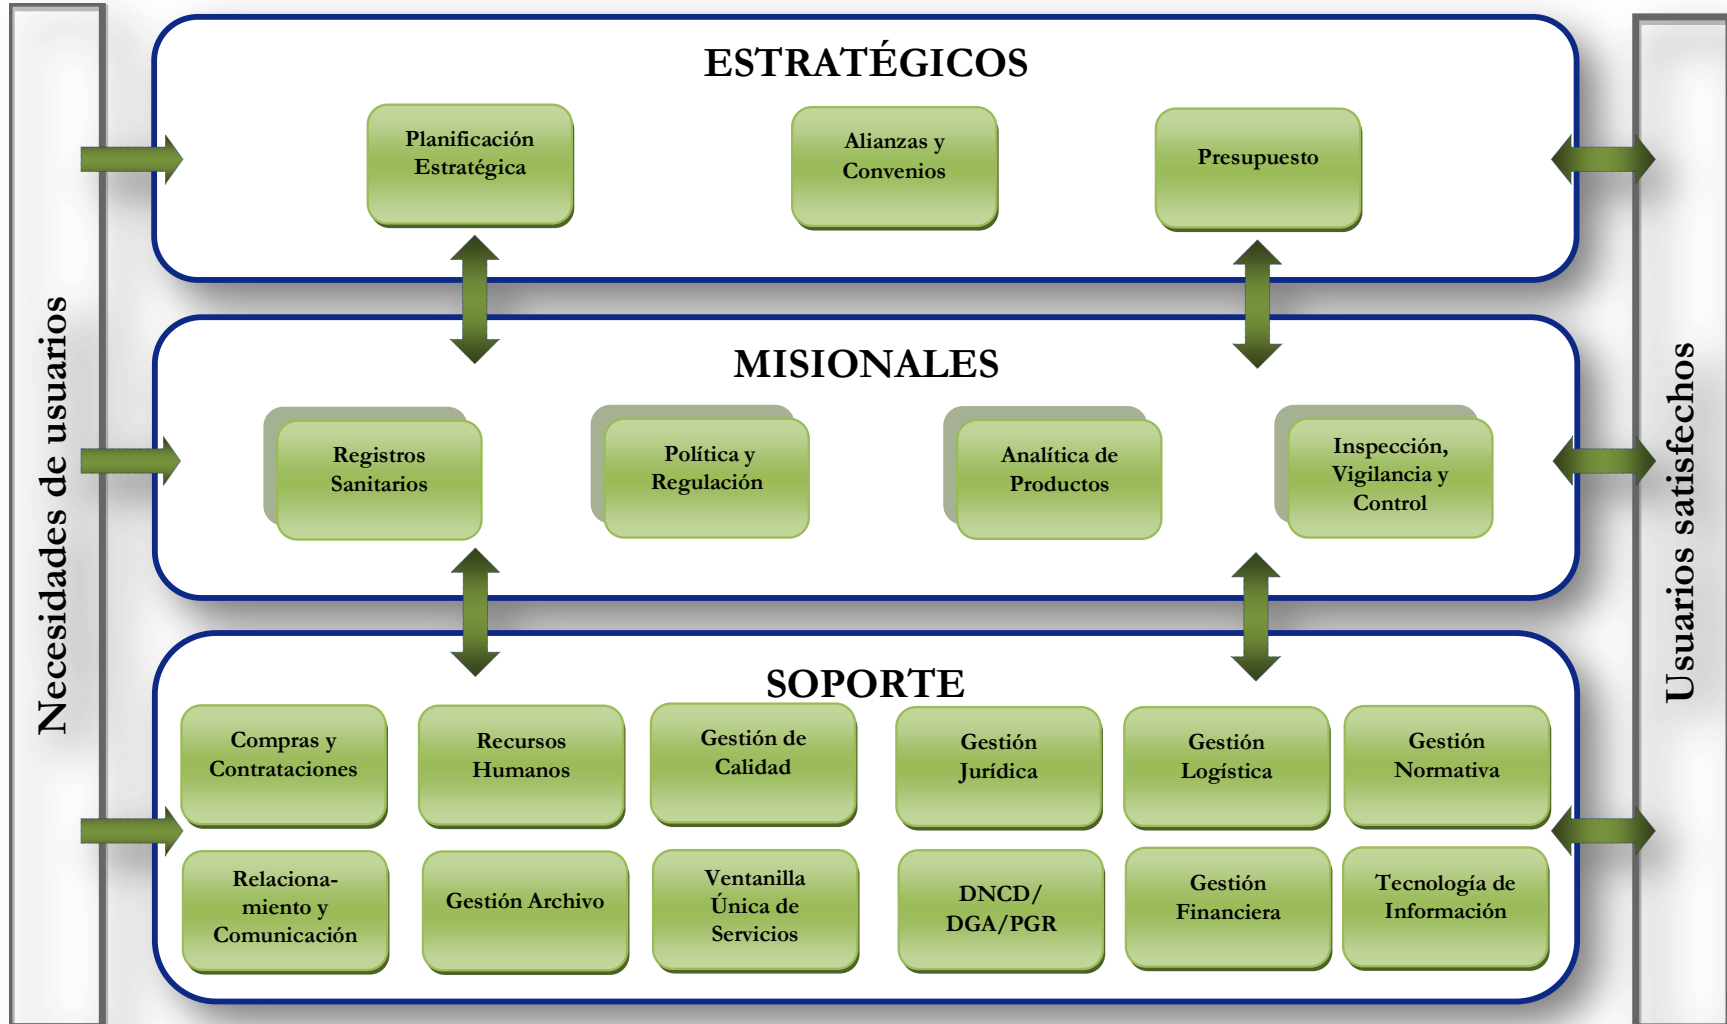 Necesidades de usuarios
ESTRATÉGICOS
Planificación
Estratégica
Alianzas y
Convenios
Presupuesto
MISIONALES
Registros
Sanitarios
Política y
Regulación
Analítica de
Productos
Inspección,
Vigilancia y
Control
SOPORTE
Compras y
Contrataciones
Recursos
Humanos
Gestión de
Calidad
Gestión
Jurídica
Gestión
Logística
Gestión
Normativa
Relaciona-
miento y
Comunicación
Gestión Archivo
Ventanilla
Única de
Servicios
DNCD/
DGA/PGR
Gestión
Financiera
Tecnología de
Información
Usuarios satisfechos